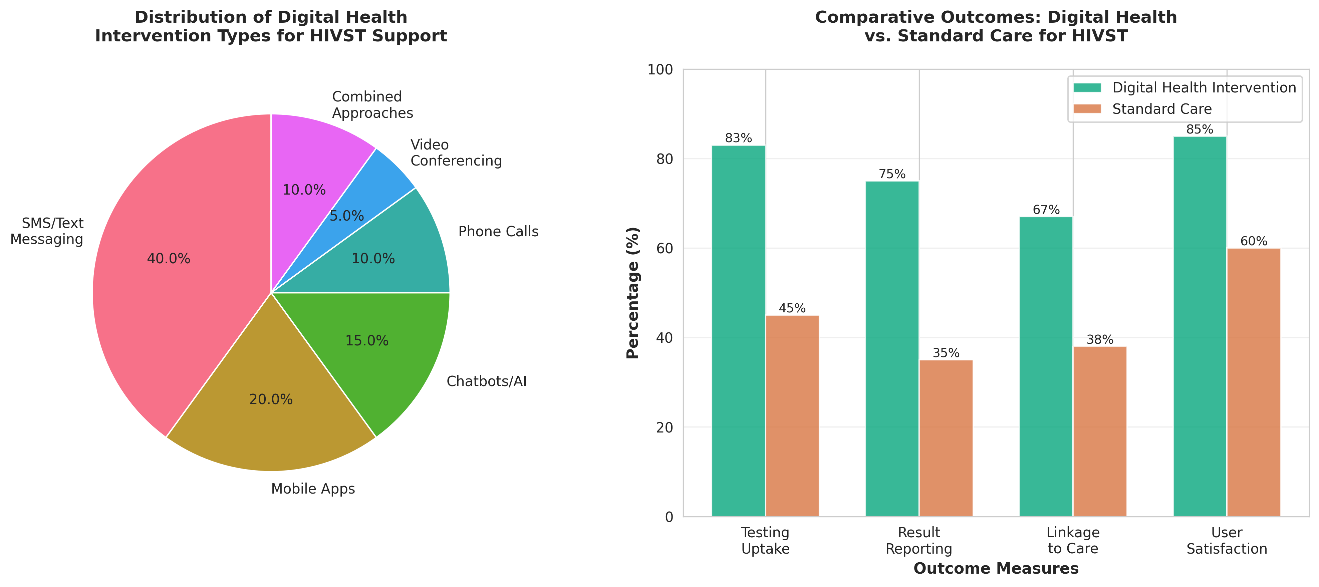 Distribution of Digital Health
Intervention Types for HIVST Support
Combined
Approaches
Video
Conferencing
10.0%
5.0%
SMS/Text
Messaging
Phone Calls
40.0%
10.0%
15.0%
Chatbots/AI
20.0%
Mobile Apps
Comparative Outcomes: Digital Health
vs. Standard Care for HIVST
Digital Health Intervention
Standard Care
Percentage (%)
100
80
60
40
20
0
83%
45%
75%
35%
67%
38%
85%
60%
Testing
Uptake
Result
Reporting
Linkage
to Care
User
Satisfaction
Outcome Measures